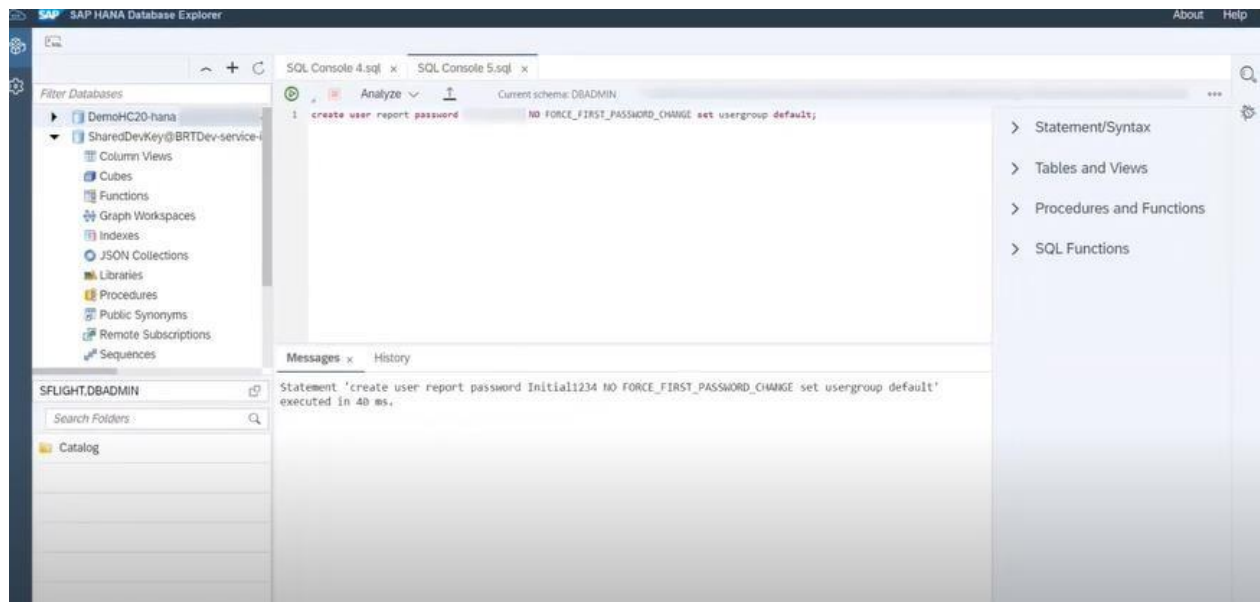 SAP SAP HANA Database Explorer
About Help
SQL Console 4.sql x SQL Console 5.sql x
Filter Databases
Analyze
Current schema: DBADMIN
DemoHC20-hana
SharedDevKey@BRTDev-service-i
Column Views
Cubes
Functions
Graph Workspaces
Indexes
JSON Collections
Libraries
Procedures
Public Synonyms
Remote Subscriptions
Sequences
1 create user report password NO FORCE_FIRST_PASSWORD_CHANGE set usergroup default;
Statement/Syntax
Tables and Views
Procedures and Functions
SQL Functions
Messages x History
Statement 'create user report password Initial1234 NO FORCE_FIRST_PASSWORD_CHANGE set usergroup default'
executed in 40 ms.
SFLIGHT,DBADMIN
Search Folders
Catalog